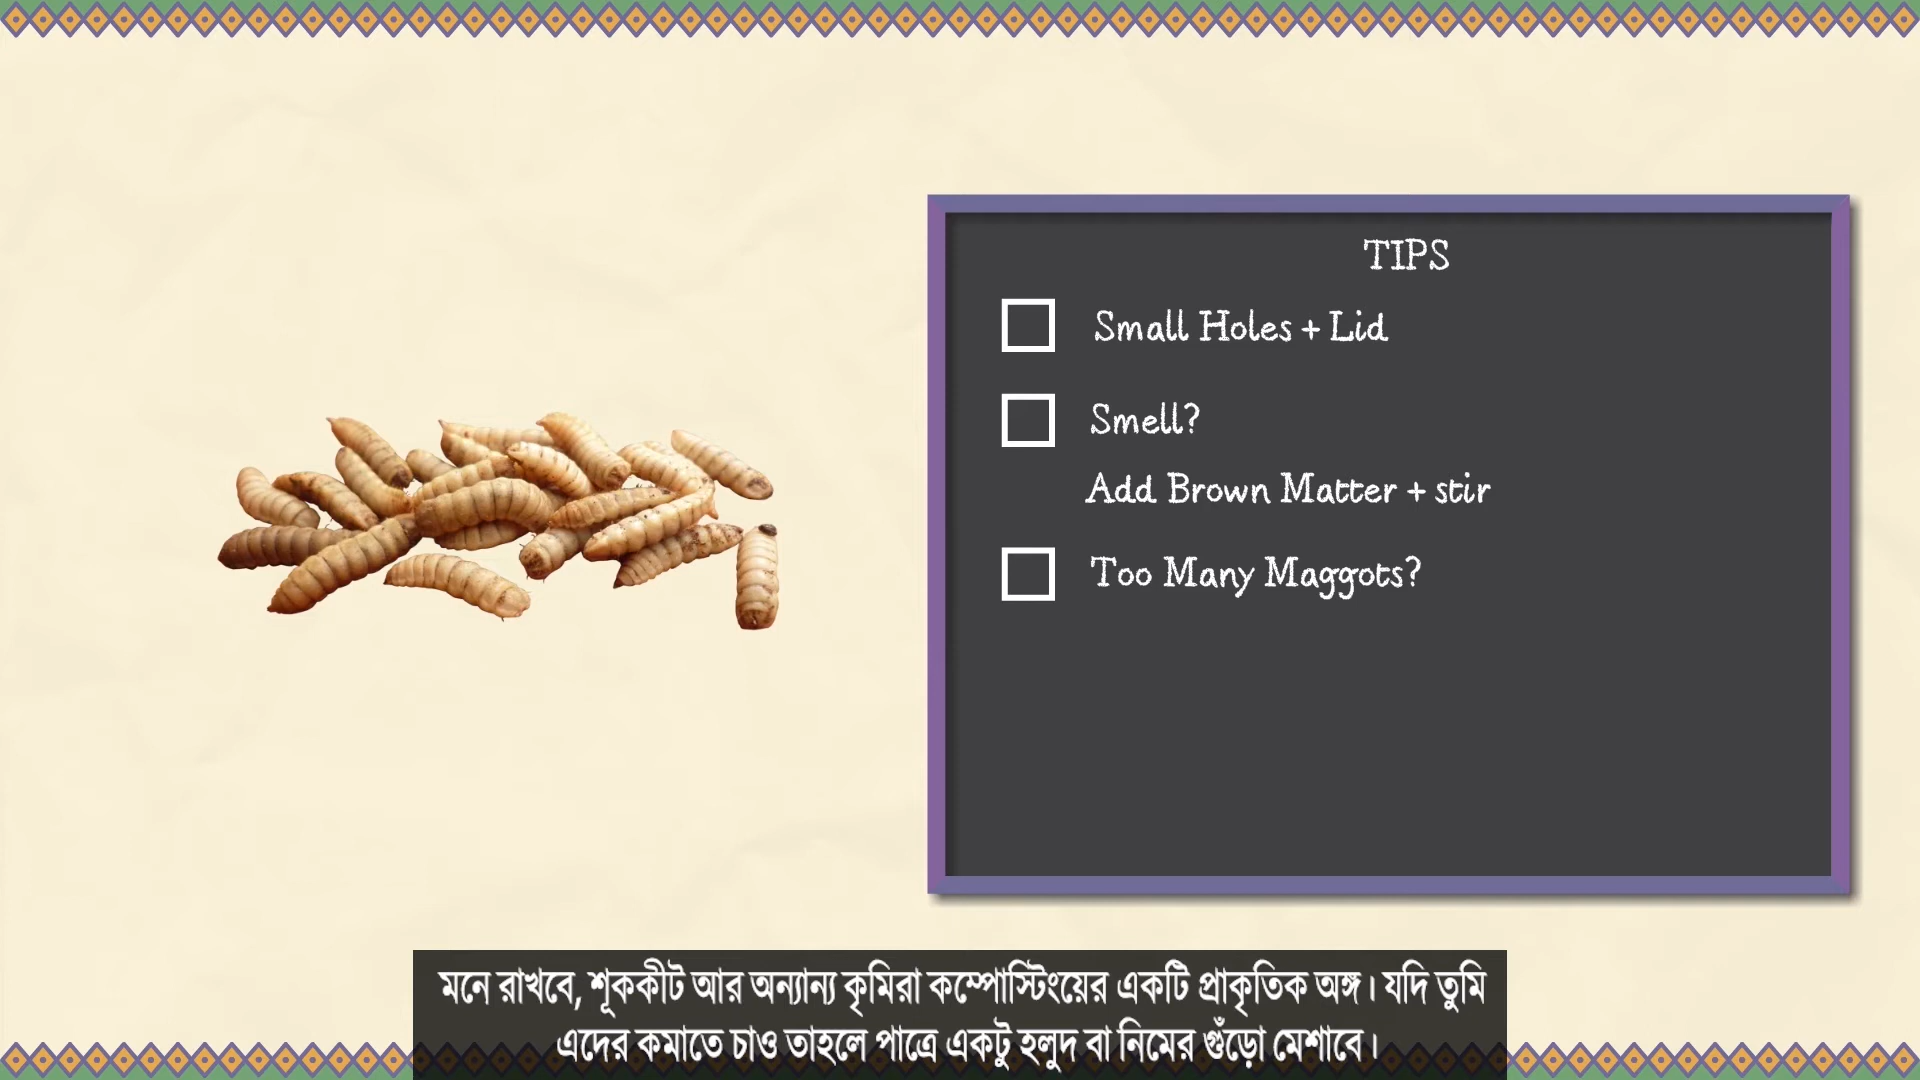 TIPS
Small Holes + Lid
Smell?
Add Brown Matter + stir
Too Many Maggots?
মনে রাখবে, শূককীট আর অন্যান্য কৃমিরা কম্পোস্টিংয়ের একটি প্রাকৃতিক অঙ্গ। যদি তুমি
এদের কমাতে চাও তাহলে পাত্রে একটু হলুদ বা নিমের গুঁড়ো মেশাবে।